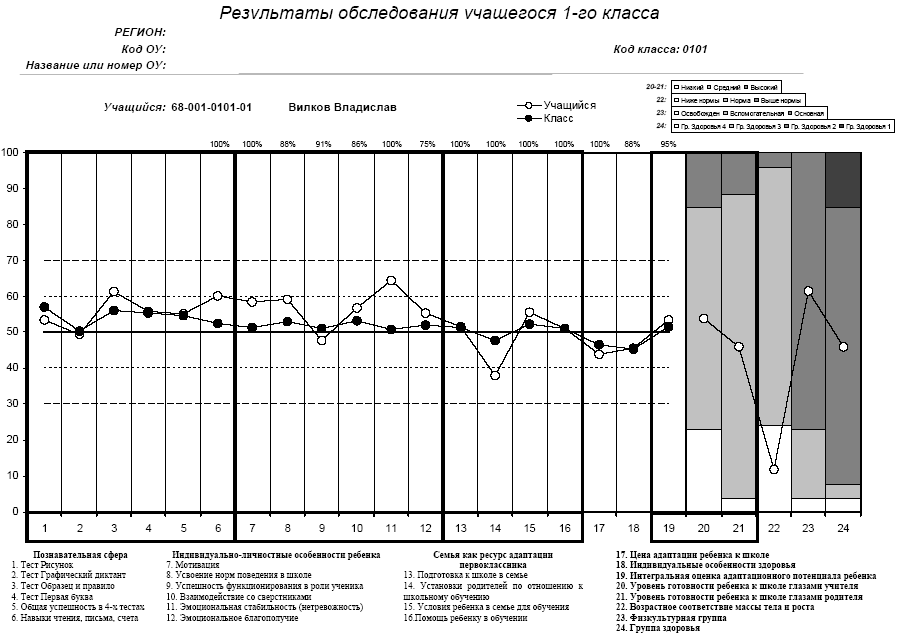 Результаты обследования учащегося 1-го класса
РЕГИОН:
Код ОУ:
Код класса: 0101
Название или номер ОУ:
Учащийся: 68-001-0101-01 Вилков Владислав
Учащийся
Класс
20-21: Низкий Средний Высокий
22: Ниже нормы Норма Выше нормы
23: Освобожден Вспомогательная Основная
24: Гр. Здоровья 4 Гр. Здоровья 3 Гр. Здоровья 2 Гр. Здоровья 1
100% 100% 88% 91% 86% 75% 100% 100% 100% 100% 100% 88% 95%
100
90
80
70
60
50
40
30
20
10
0
1 2 3 4 5 6 7 8 9 10 11 12 13 14 15 16 17 18 19 20 21 22 23 24
Познавательная сфера
1. Тест Рисунок
2. Тест Графический диктант
3. Тест Образец и правило
4. Тест Первая буква
5. Общая успешность в 4-х тестах
6. Навыки чтения, письма, счета
Индивидуально-личностные особенности ребенка
7. Мотивация
8. Усвоение норм поведения в школе
9. Успешность функционирования в роли ученика
10. Взаимодействие со сверстниками
11. Эмоциональная стабильность (нетревожность)
12. Эмоциональное благополучие
Семья как ресурс адаптации
первоклассника
13. Подготовка к школе в семье
14. Установки родителей по отношению к
школьному обучению
15. Условия ребенка в семье для обучения
16.Помощь ребенку в обучении
17. Цена адаптации ребенка к школе
18. Индивидуальные особенности здоровья
19. Интегральная оценка адаптационного потенциала ребенка
20. Уровень готовности ребенка к школе глазами учителя
21. Уровень готовности ребенка к школе глазами родителя
22. Возрастное соответствие массы тела и роста
23. Физкультурная группа
24. Группа здоровья